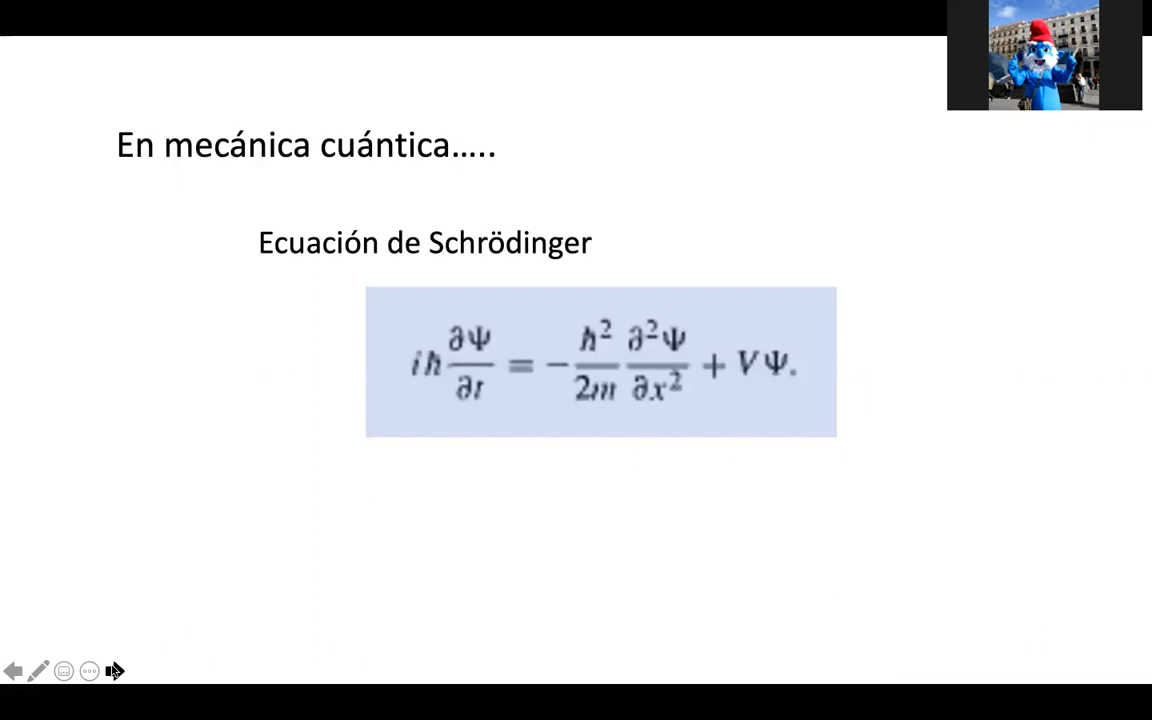 En mecánica cuántica…..
Ecuación de Schrödinger
iℏ ∂Ψ/∂t = − ℏ²/2m ∂²Ψ/∂x² + VΨ.